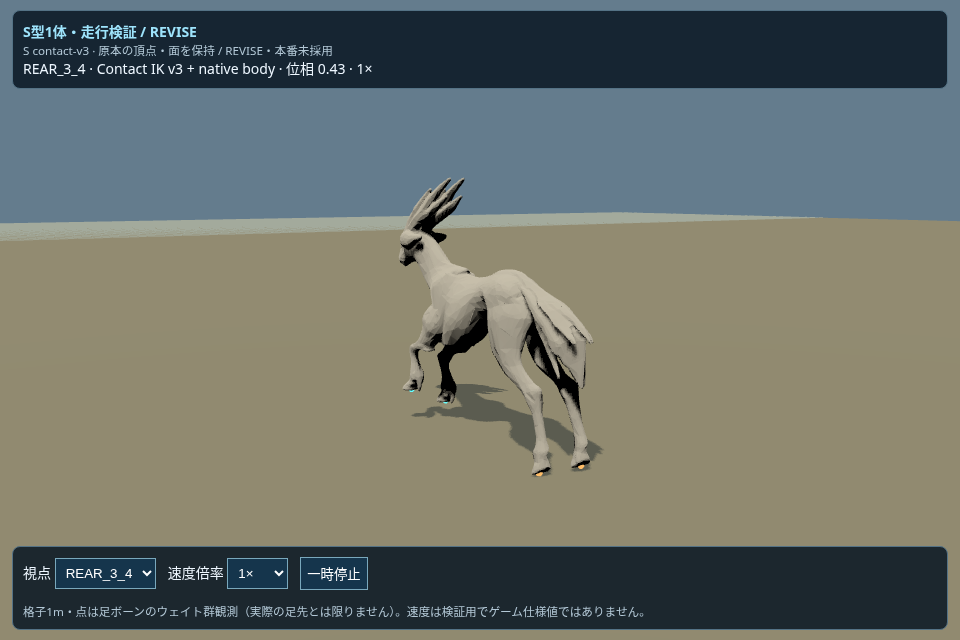 S型1体・走行検証 / REVISE
S contact-v3 · 原本の頂点・面を保持 / REVISE・本番未採用
REAR_3_4 · Contact IK v3 + native body · 位相 0.43 · 1×
視点 REAR_3_4 速度倍率 1× 一時停止
格子1m・点は足ボーンのウェイト群観測（実際の足先とは限りません）。速度は検証用でゲーム仕様値ではありません。